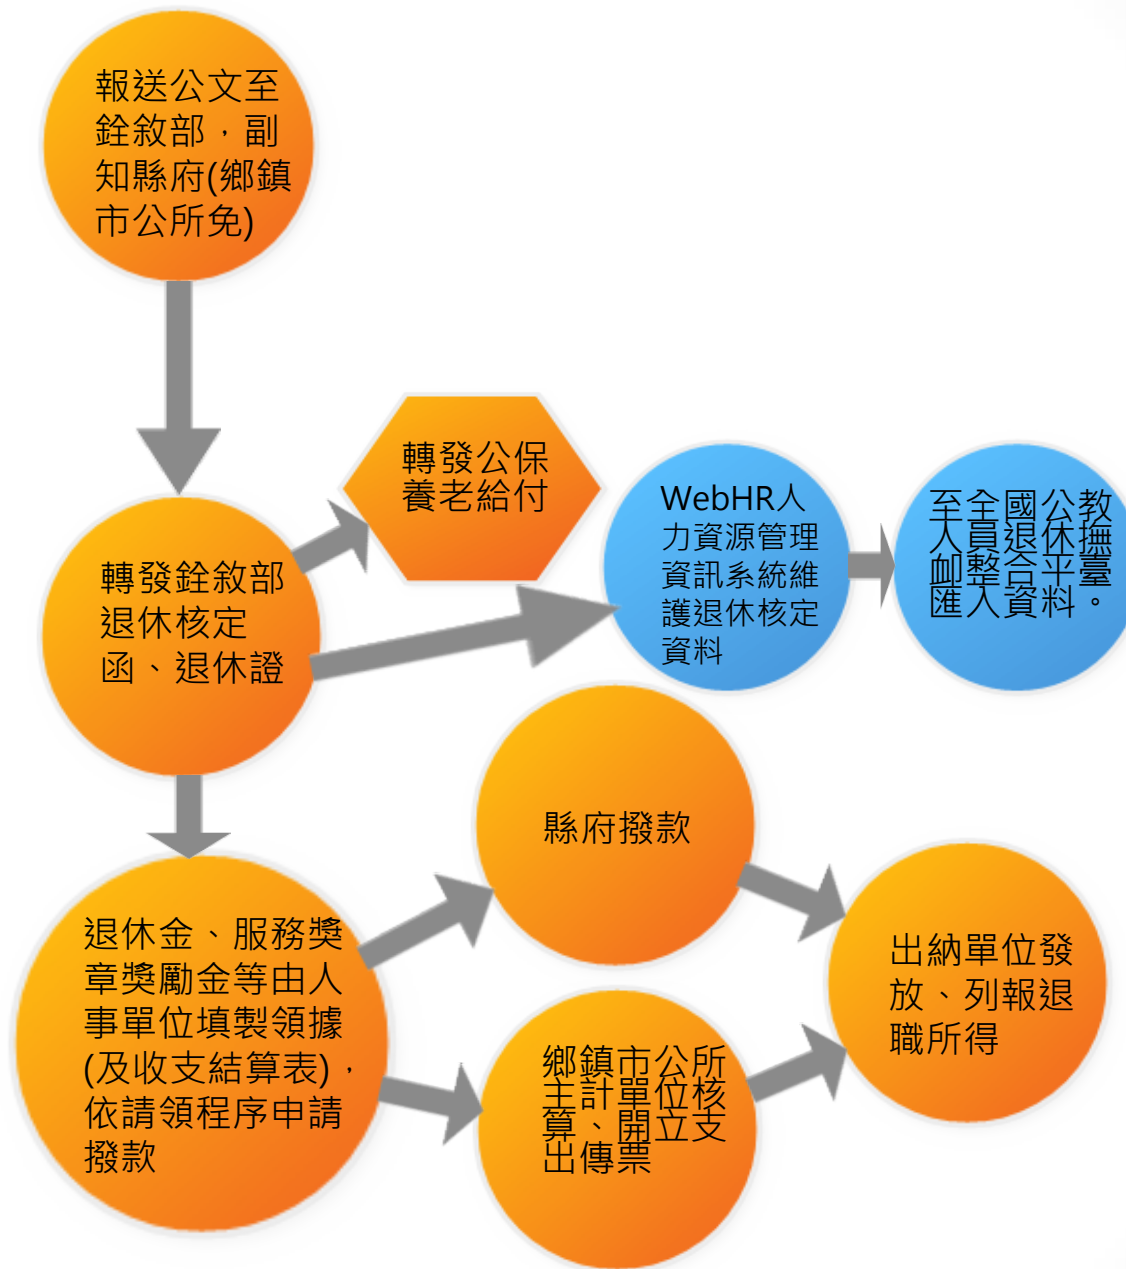 報送公文至
銓敘部，副
知縣府(鄉鎮
市公所免)
轉發公保
養老給付
WebHR人
力資源管理
資訊系統維
護退休核定
資料
至全國公教
人員退休撫
卹整合平臺
匯入資料。
轉發銓敘部
退休核定
函、退休證
縣府撥款
退休金、服務獎
章獎勵金等由人
事單位填製領據
(及收支結算表)，
依請領程序申請
撥款
出納單位發
放、列報退
職所得
鄉鎮市公所
主計單位核
算、開立支
出傳票